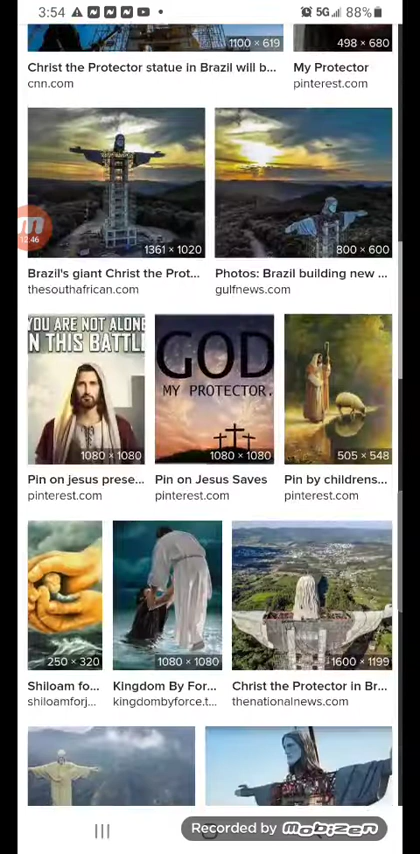 3:54
5G
88%
1100 × 619
498 × 680
Christ the Protector statue in Brazil will b...
My Protector
cnn.com
pinterest.com
12:46
1361 × 1020
800 × 600
Brazil's giant Christ the Prot...
Photos: Brazil building new ...
thesouthafrican.com
gulfnews.com
YOU ARE NOT ALONE
IN THIS BATTL
GOD
MY PROTECTOR.
1080 × 1080
1080 × 1080
505 × 548
Pin on jesus prese...
Pin on Jesus Saves
Pin by childrens...
pinterest.com
pinterest.com
pinterest.com
250 × 320
1080 × 1080
1600 × 1199
Shiloam fo...
Kingdom By For...
Christ the Protector in Br...
shiloamforj...
kingdombyforce.t...
thenationalnews.com
Recorded by mobizen